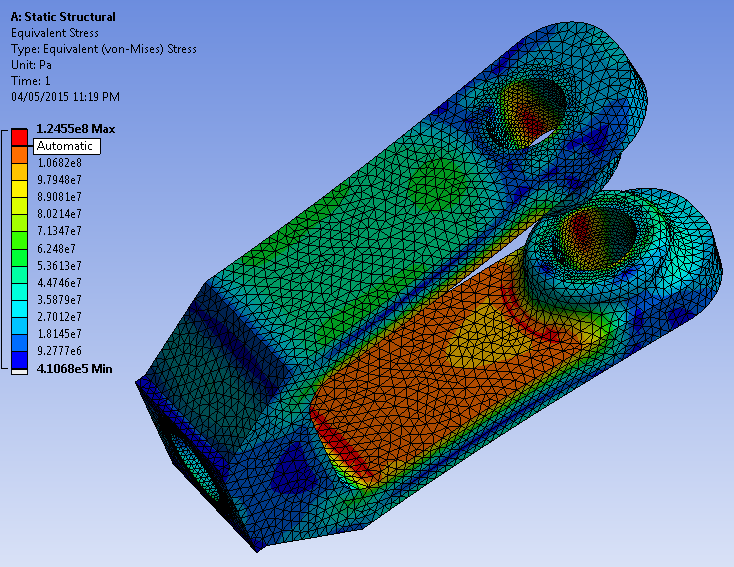 A: Static Structural
Equivalent Stress
Type: Equivalent (von-Mises) Stress
Unit: Pa
Time: 1
04/05/2015 11:19 PM
1.2455e8 Max
Automatic
1.0682e8
9.7948e7
8.9081e7
8.0214e7
7.1347e7
6.248e7
5.3613e7
4.4746e7
3.5879e7
2.7012e7
1.8145e7
9.2777e6
4.1068e5 Min